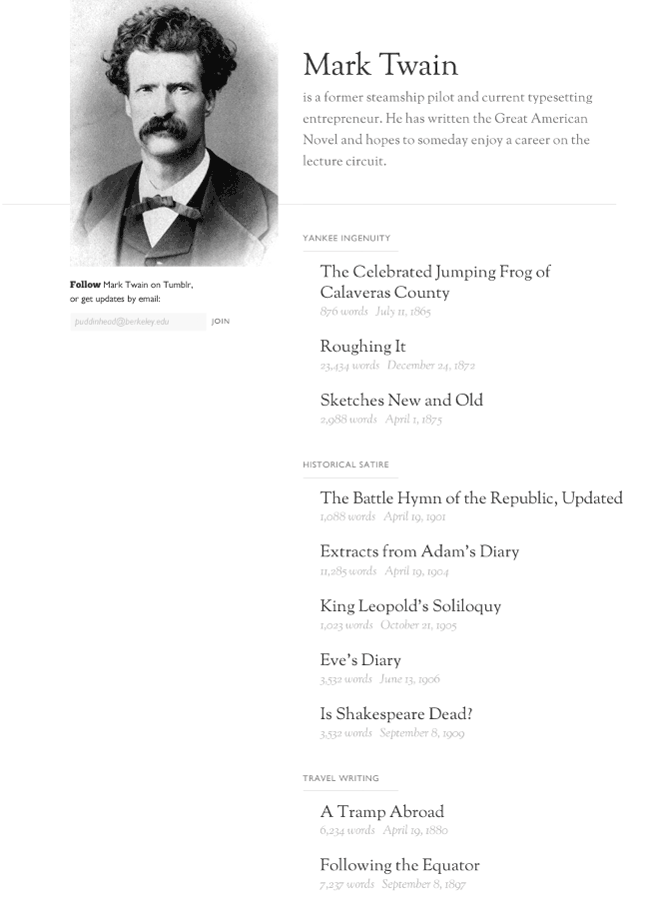 Mark Twain
is a former steamship pilot and current typesetting
entrepreneur. He has written the Great American
Novel and hopes to someday enjoy a career on the
lecture circuit.
Follow Mark Twain on Tumblr,
or get updates by email:
puddinhead@berkeley.edu JOIN
YANKEE INGENUITY
The Celebrated Jumping Frog of
Calaveras County
876 words July 11, 1865
Roughing It
23,434 words December 24, 1872
Sketches New and Old
2,988 words April 1, 1875
HISTORICAL SATIRE
The Battle Hymn of the Republic, Updated
1,088 words April 19, 1901
Extracts from Adam's Diary
11,285 words April 19, 1904
King Leopold's Soliloquy
1,023 words October 21, 1905
Eve's Diary
3,532 words June 13, 1906
Is Shakespeare Dead?
3,532 words September 8, 1909
TRAVEL WRITING
A Tramp Abroad
6,234 words April 19, 1880
Following the Equator
7,237 words September 8, 1897